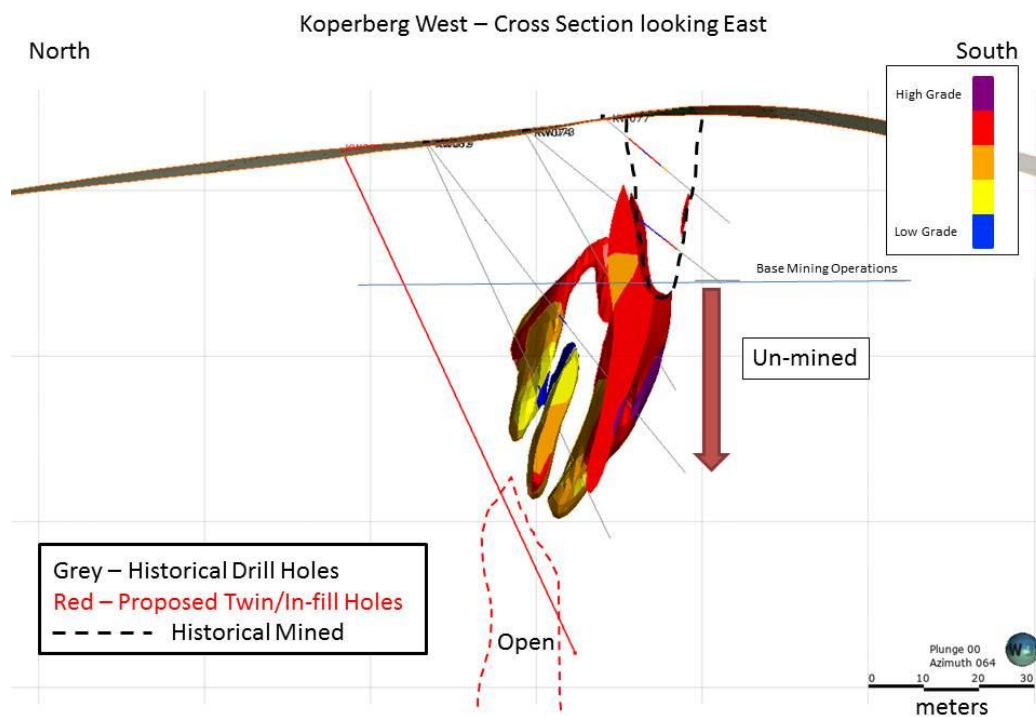 Koperberg West – Cross Section looking East
North
South
High Grade
Low Grade
KW077
Base Mining Operations
Un-mined
Grey – Historical Drill Holes
Red – Proposed Twin/In-fill Holes
Historical Mined
Open
Plunge 00
Azimuth 064
W
0 10 20 30
meters